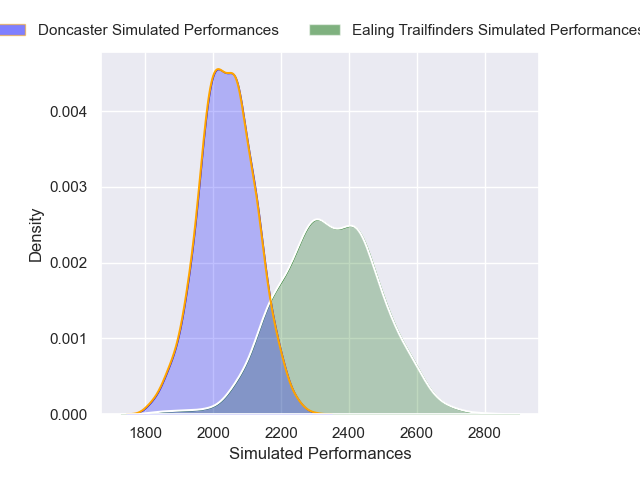 Doncaster Simulated Performances Ealing Trailfinders Simulated Performances
0.004
0.003
0.002
0.001
0.000
Density
1800 2000 2200 2400 2600 2800
Simulated Performances